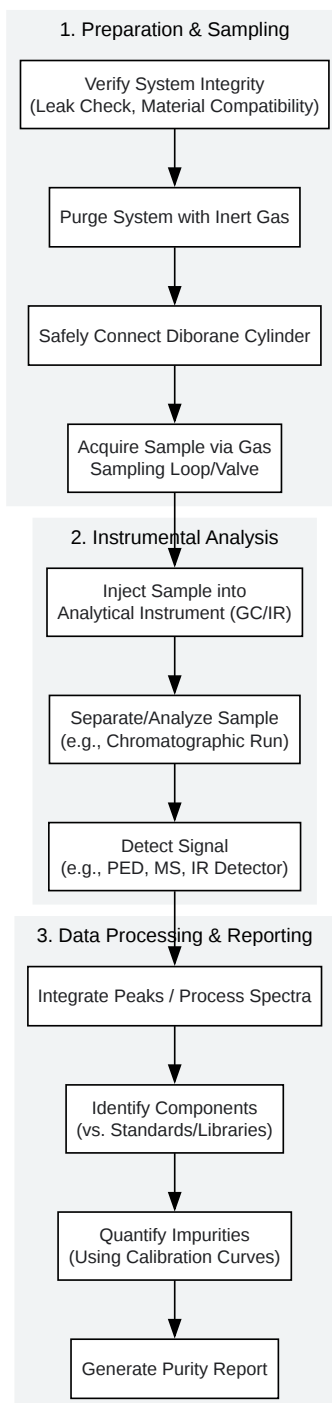 1. Preparation & Sampling
Verify System Integrity
(Leak Check, Material Compatibility)
Purge System with Inert Gas
Safely Connect Diborane Cylinder
Acquire Sample via Gas
Sampling Loop/Valve
2. Instrumental Analysis
Inject Sample into
Analytical Instrument (GC/IR)
Separate/Analyze Sample
(e.g., Chromatographic Run)
Detect Signal
(e.g., PED, MS, IR Detector)
3. Data Processing & Reporting
Integrate Peaks / Process Spectra
Identify Components
(vs. Standards/Libraries)
Quantify Impurities
(Using Calibration Curves)
Generate Purity Report